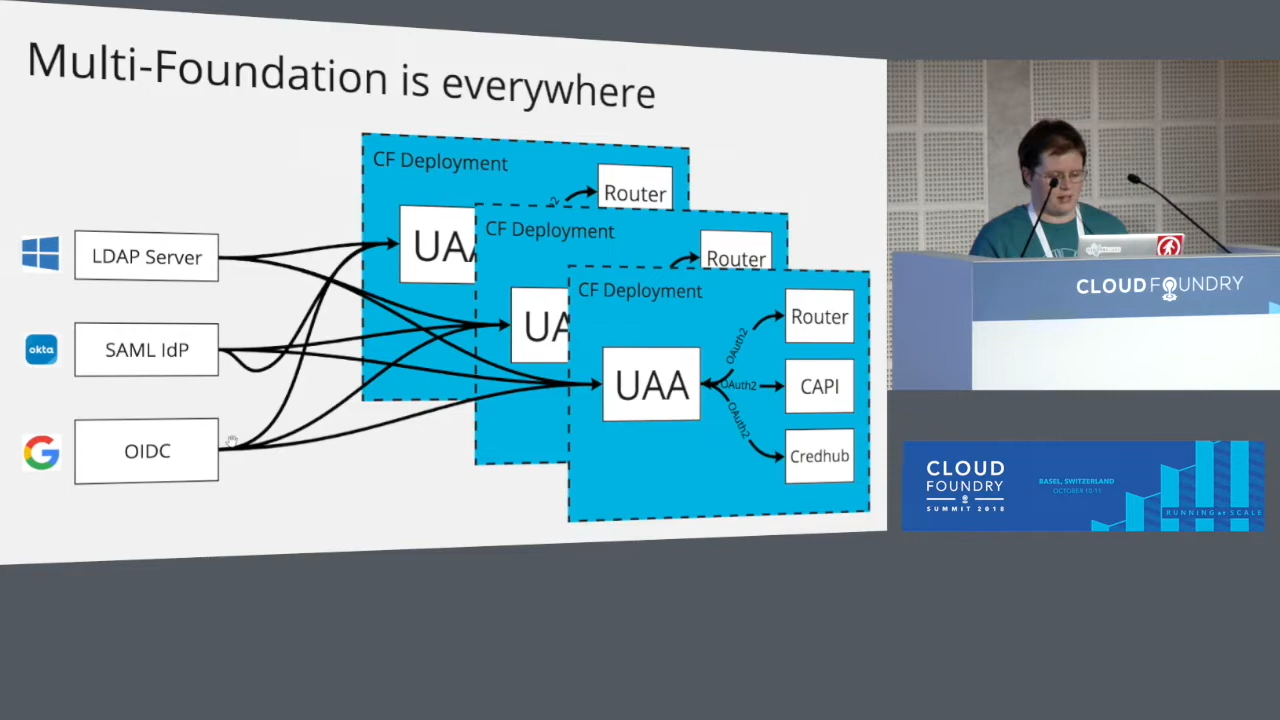 Multi-Foundation is everywhere
CF Deployment
Router
UAA
CF Deployment
Router
UA
CF Deployment
Router
UAA
CAPI
Credhub
OAuth2
OAuth2
OAuth2
LDAP Server
okta
SAML IdP
OIDC
CLOUD FOUNDRY
CLOUD
FOUNDRY
SUMMIT 2018
BASEL, SWITZERLAND
OCTOBER 10-11
RUNNING AT SCALE